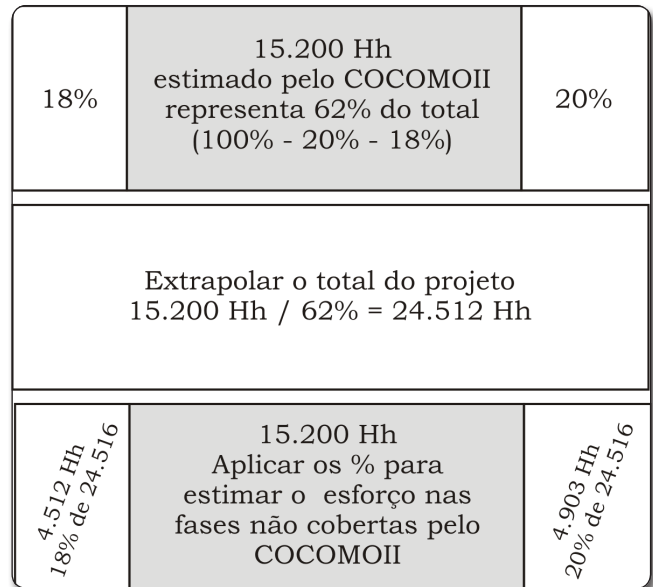 18%
15.200 Hh
estimado pelo COCOMOII
representa 62% do total
(100% - 20% - 18%)
20%
Extrapolar o total do projeto
15.200 Hh / 62% = 24.512 Hh
4.512 Hh
18% de 24.516
15.200 Hh
Aplicar os % para
estimar o esforço nas
fases não cobertas pelo
COCOMOII
4.903 Hh
20% de 24.516